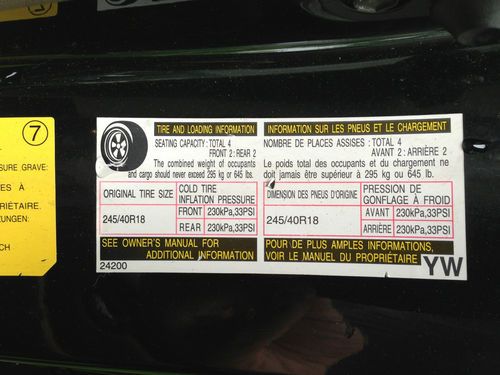 7
SURE GRAVE:
À
PRIÉTAIRE.
ZUNGEN:
CH
TIRE AND LOADING INFORMATION
SEATING CAPACITY:TOTAL 4
FRONT 2:REAR 2
The combined weight of occupants
and cargo should never exceed 295 kg or 645 lbs.
ORIGINAL TIRE SIZE
COLD TIRE
INFLATION PRESSURE
245/40R18
FRONT 230kPa,33PSI
REAR 230kPa,33PSI
SEE OWNER'S MANUAL FOR
ADDITIONAL INFORMATION
24200
INFORMATION SUR LES PNEUS ET LE CHARGEMENT
NOMBRE DE PLACES ASSISES :TOTAL 4
AVANT 2:ARRIÈRE 2
Le poids total des occupants et du chargement ne
doit jamais être supérior à 295 kg ou 645 lb.
DIMENSION DES PNEUS D'ORIGINE
PRESSION DE
GONFLAGE À FROID
245/40R18
AVANT 230kPa,33PSI
ARRIÈRE 230kPa,33PSI
POUR DE PLUS AMPLES INFORMATIONS,
VOIR LE MANUEL DU PROPRIÉTAIRE
YW